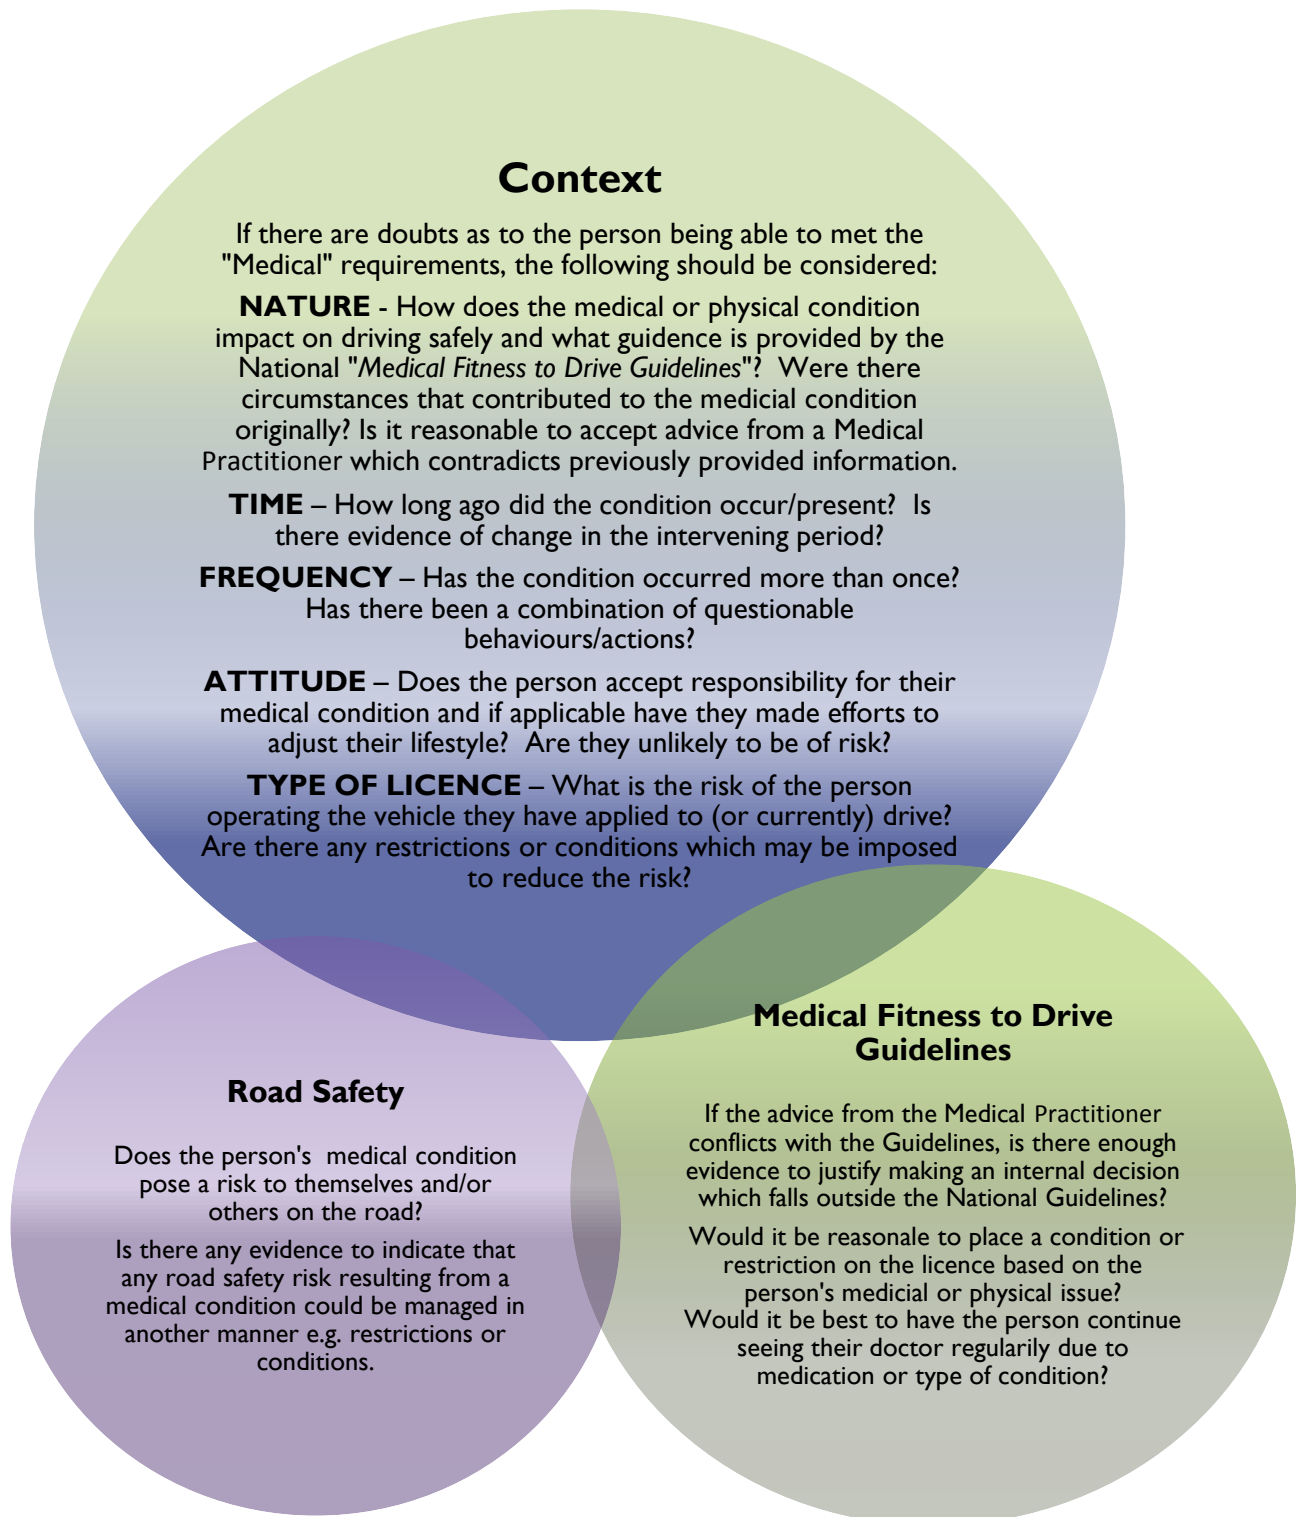 Context
If there are doubts as to the person being able to met the
"Medical" requirements, the following should be considered:
NATURE - How does the medical or physical condition
impact on driving safely and what guidence is provided by the
National "Medical Fitness to Drive Guidelines"?  Were there
circumstances that contributed to the medicial condition
originally? Is it reasonable to accept advice from a Medical
Practitioner which contradicts previously provided information.
TIME – How long ago did the condition occur/present?  Is
there evidence of change in the intervening period?
FREQUENCY – Has the condition occurred more than once?
Has there been a combination of questionable
behaviours/actions?
ATTITUDE – Does the person accept responsibility for their
medical condition and if applicable have they made efforts to
adjust their lifestyle?  Are they unlikely to be of risk?
TYPE OF LICENCE – What is the risk of the person
operating the vehicle they have applied to (or currently) drive?
Are there any restrictions or conditions which may be imposed
to reduce the risk?
Road Safety
Does the person's  medical condition
pose a risk to themselves and/or
others on the road?
Is there any evidence to indicate that
any road safety risk resulting from a
medical condition could be managed in
another manner e.g. restrictions or
conditions.
Medical Fitness to Drive
Guidelines
If the advice from the Medical Practitioner
conflicts with the Guidelines, is there enough
evidence to justify making an internal decision
which falls outside the National Guidelines?
Would it be reasonale to place a condition or
restriction on the licence based on the
person's medicial or physical issue?
Would it be best to have the person continue
seeing their doctor regularily due to
medication or type of condition?